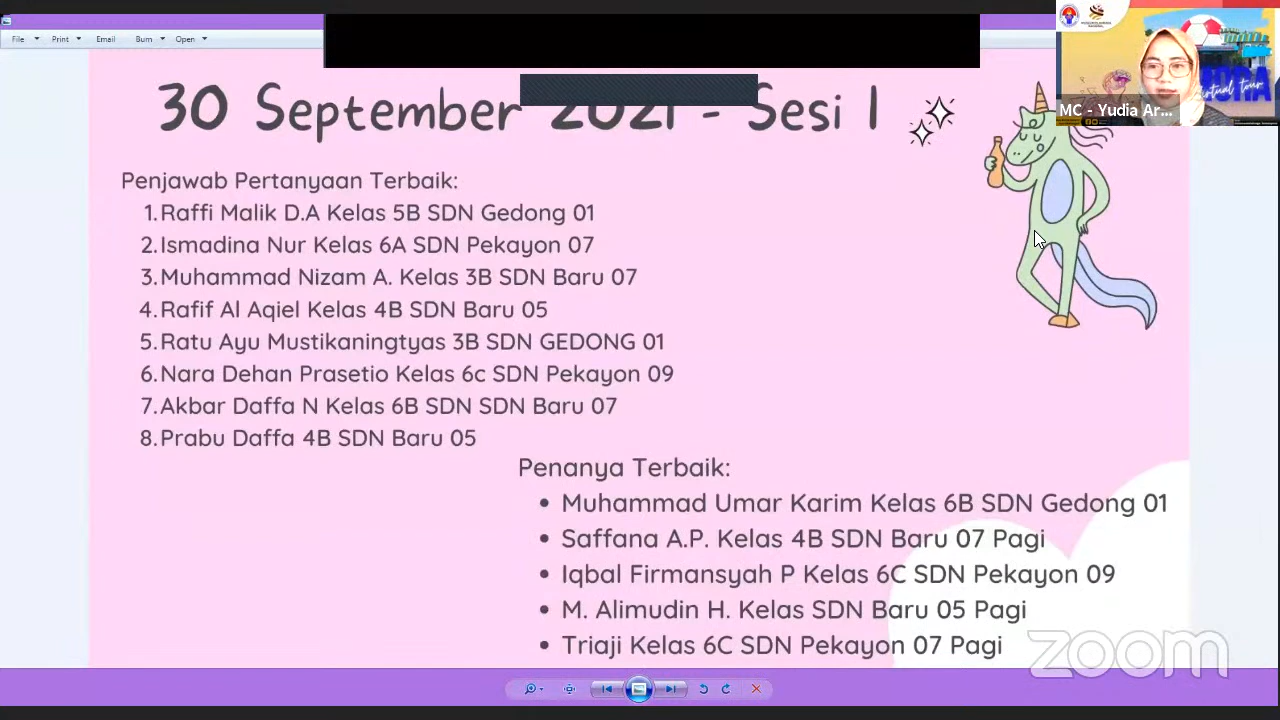 File Print Email Burn Open
MC - Yudia Ar...
virtual tour
30 September 2021 - Sesi 1
Penjawab Pertanyaan Terbaik:
1. Raffi Malik D.A Kelas 5B SDN Gedong 01
2. Ismadina Nur Kelas 6A SDN Pekayon 07
3. Muhammad Nizam A. Kelas 3B SDN Baru 07
4. Rafif Al Aqiel Kelas 4B SDN Baru 05
5. Ratu Ayu Mustikaningtyas 3B SDN GEDONG 01
6. Nara Dehan Prasetio Kelas 6c SDN Pekayon 09
7. Akbar Daffa N Kelas 6B SDN SDN Baru 07
8. Prabu Daffa 4B SDN Baru 05
Penanya Terbaik:
• Muhammad Umar Karim Kelas 6B SDN Gedong 01
• Saffana A.P. Kelas 4B SDN Baru 07 Pagi
• Iqbal Firmansyah P Kelas 6C SDN Pekayon 09
• M. Alimudin H. Kelas SDN Baru 05 Pagi
• Triaji Kelas 6C SDN Pekayon 07 Pagi
zoom